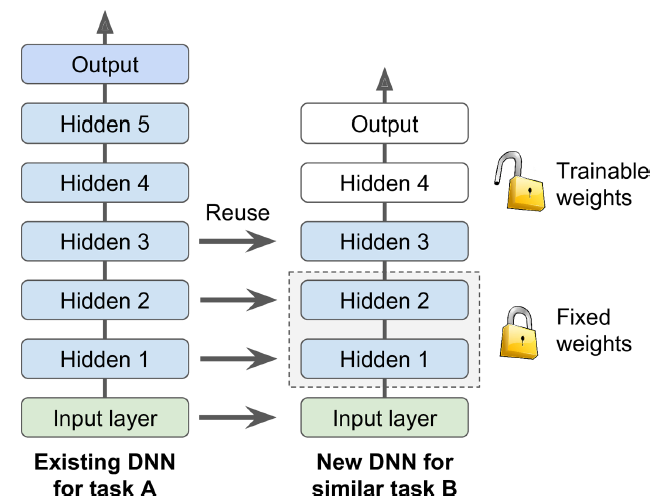 Output
Hidden 5
Hidden 4
Hidden 3
Hidden 2
Hidden 1
Input layer
Existing DNN
for task A
Reuse
Output
Hidden 4
Hidden 3
Hidden 2
Hidden 1
Input layer
New DNN for
similar task B
Trainable
weights
Fixed
weights